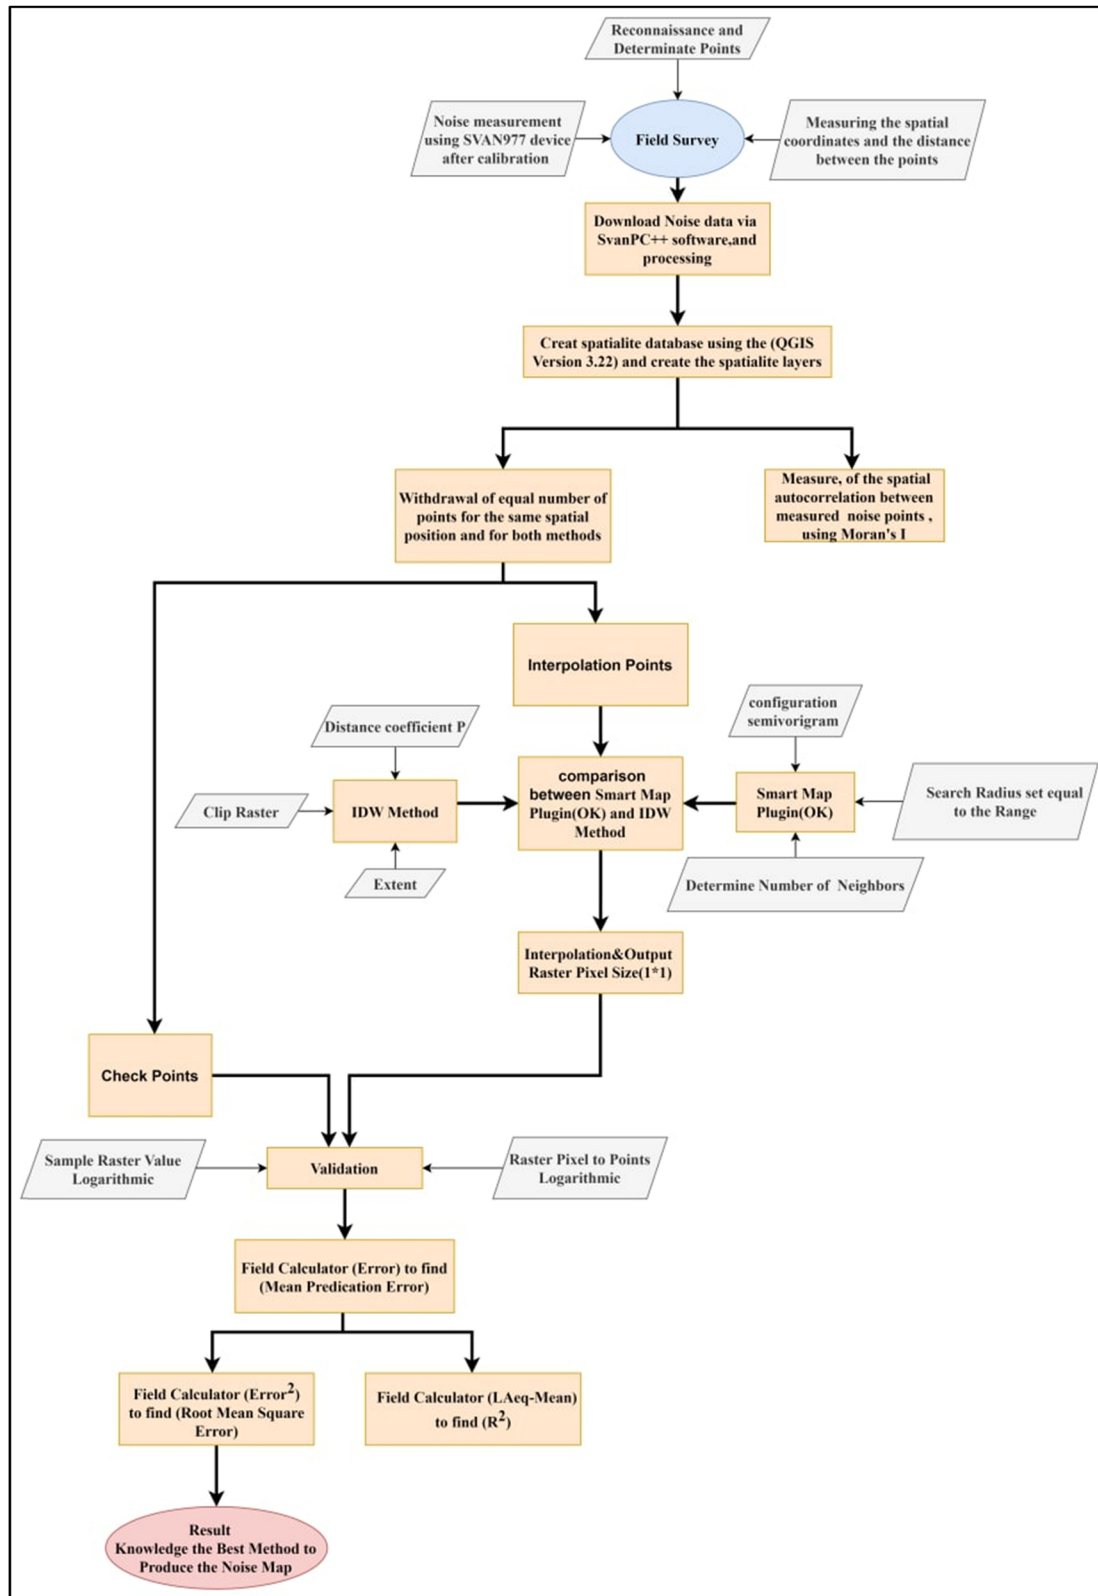 Reconnaissance and
Determinate Points
Noise measurement
using SVAN977 device
after calibration
Field Survey
Measuring the spatial
coordinates and the distance
between the points
Download Noise data via
SvanPC++ software,and
processing
Creat spatialite database using the (QGIS
Version 3.22) and create the spatialite layers
Withdrawal of equal number of
points for the same spatial
position and for both methods
Measure, of the spatial
autocorrelation between
measured noise points ,
using Moran's I
Interpolation Points
Distance coefficient P
configuration
semivorigram
Clip Raster
IDW Method
comparison
between Smart Map
Plugin(OK) and IDW
Method
Smart Map
Plugin(OK)
Search Radius set equal
to the Range
Extent
Determine Number of Neighbors
Interpolation&Output
Raster Pixel Size(1*1)
Check Points
Sample Raster Value
Logarithmic
Validation
Raster Pixel to Points
Logarithmic
Field Calculator (Error) to find
(Mean Predication Error)
Field Calculator (Error²)
to find (Root Mean Square
Error)
Field Calculator (LAeq-Mean)
to find (R²)
Result
Knowledge the Best Method to
Produce the Noise Map